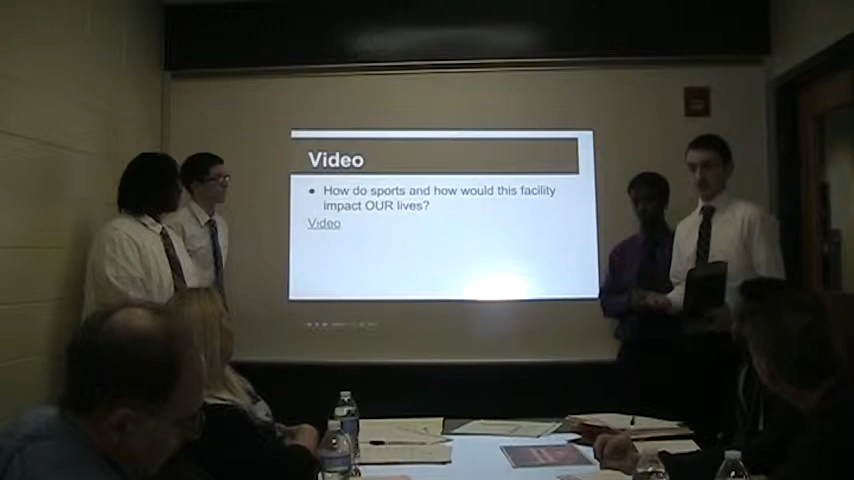 Video
• How do sports and how would this facility
impact OUR lives?
Video